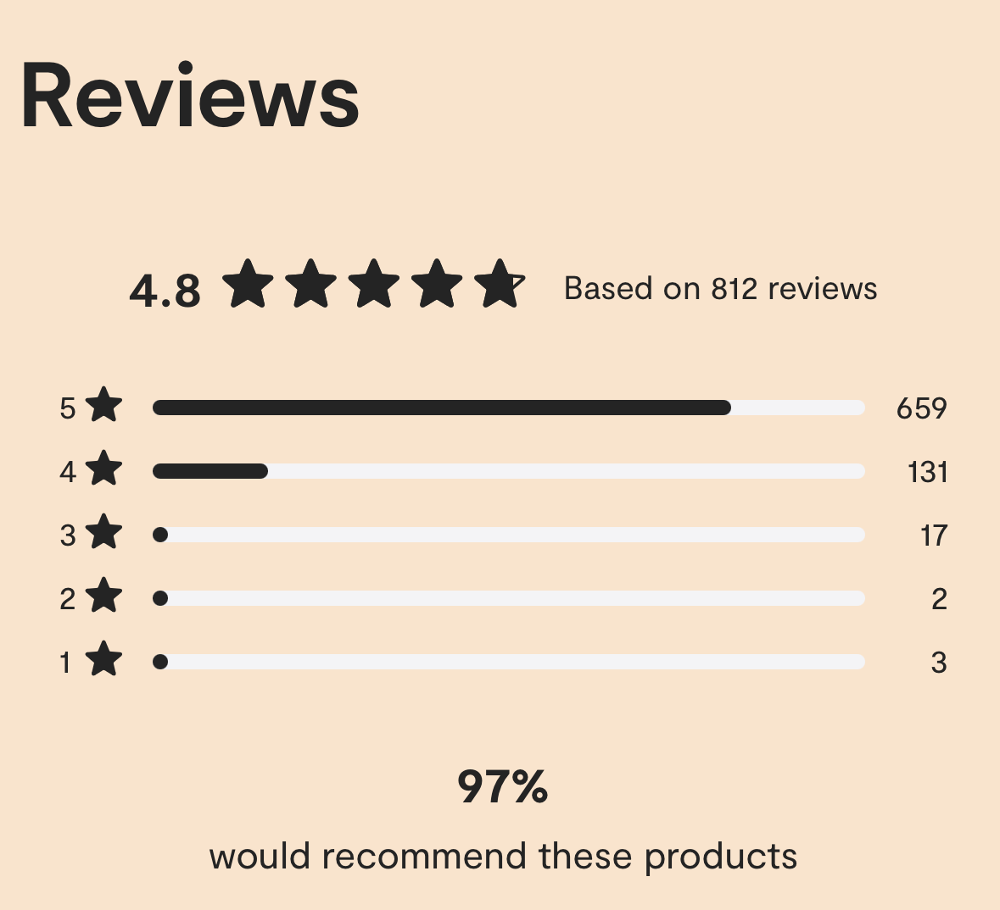 Reviews
4.8 Based on 812 reviews
5 659
4 131
3 17
2 2
1 3
97%
would recommend these products